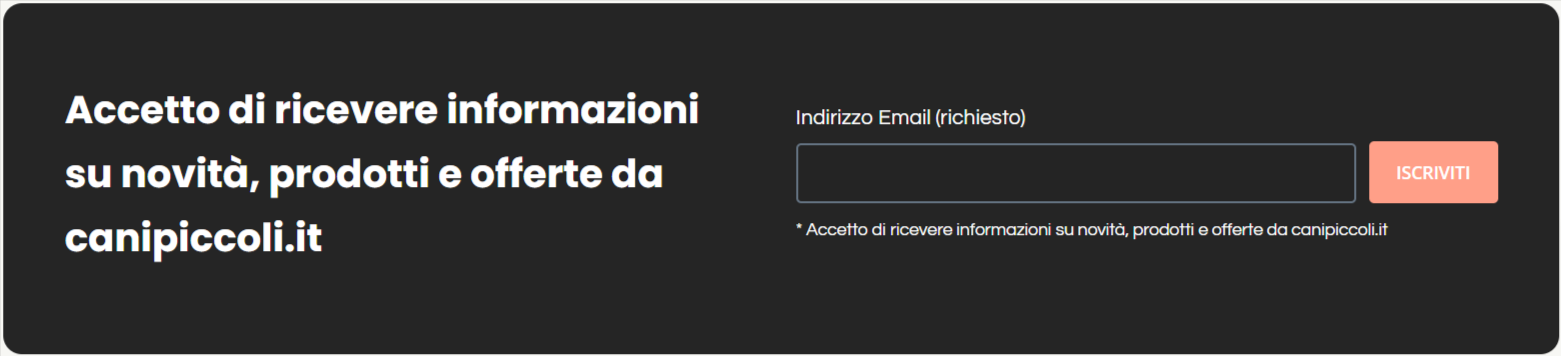 Accetto di ricevere informazioni
su novità, prodotti e offerte da
canipiccoli.it
Indirizzo Email (richiesto)
ISCRIVITI
* Accetto di ricevere informazioni su novità, prodotti e offerte da canipiccoli.it